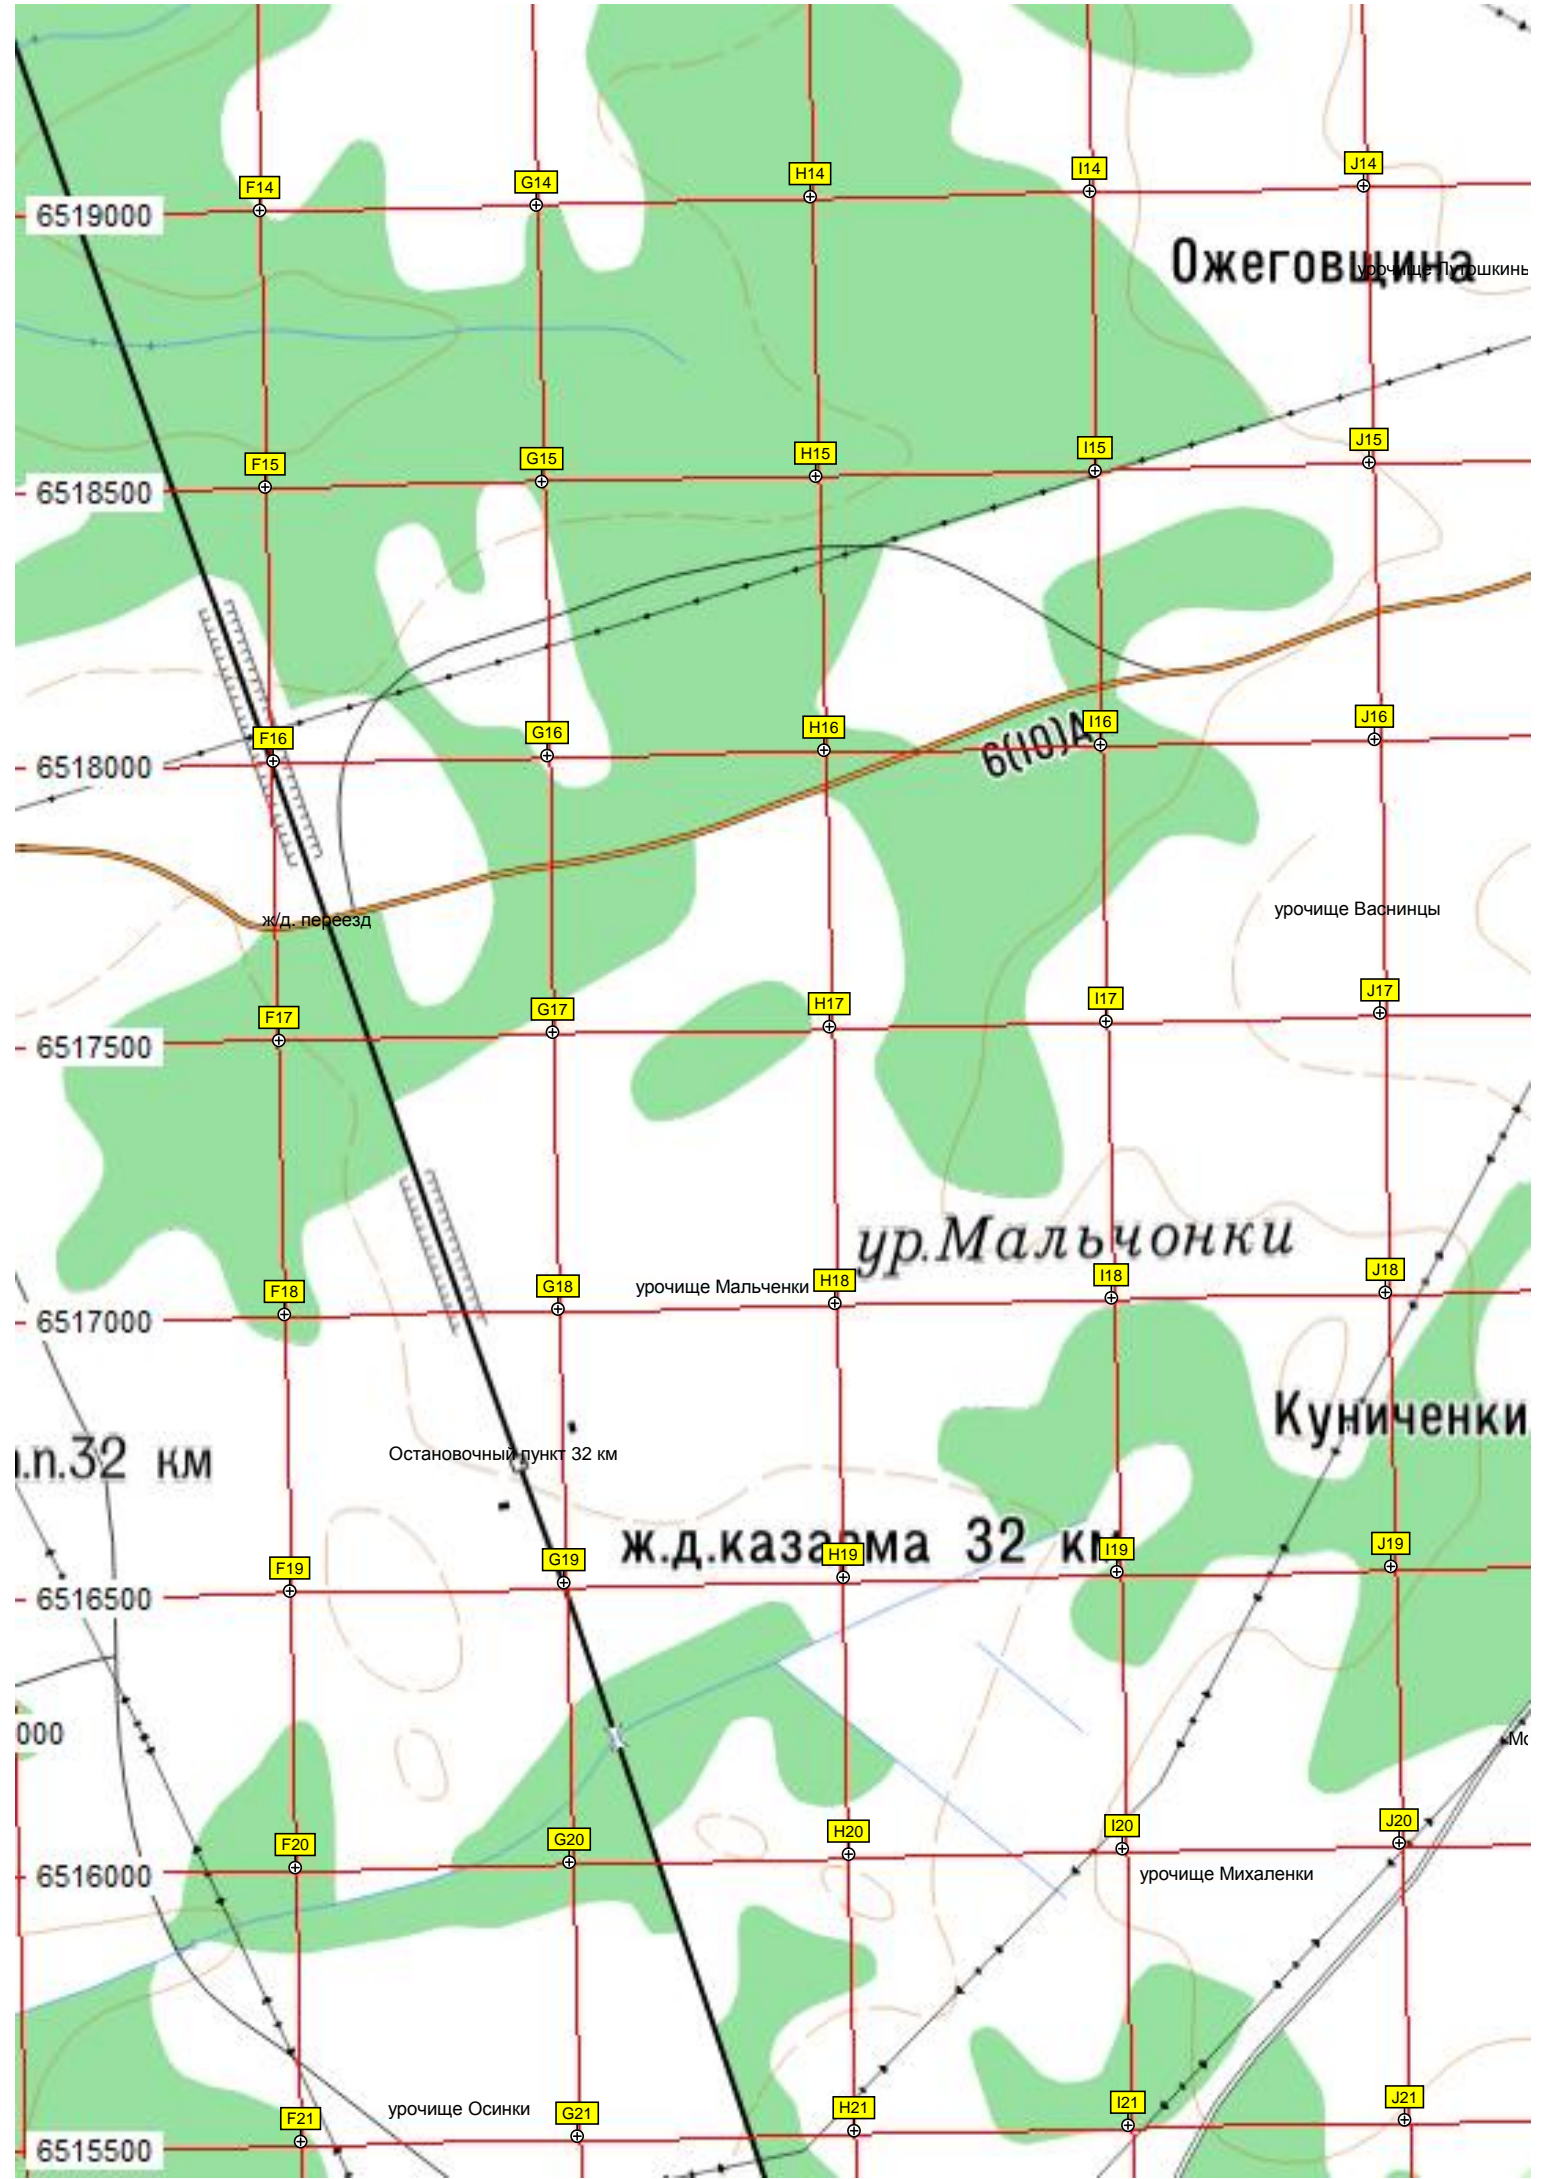 F14 G14 H14 I14 J14
6519000
Ожеговщина
F15 G15 H15 I15 J15
6518500
F16 G16 H16 I16 J16
6(10)А
6518000
ж/д. переезд
урочище Васнинцы
F17 G17 H17 I17 J17
6517500
ур.Мальчонки
урочище Мальченки
F18 G18 H18 I18 J18
6517000
Куниченки
.п.32 км
Остановочный пункт 32 км
ж.д.казарма 32 км
F19 G19 H19 I19 J19
6516500
000
F20 G20 H20 I20 J20
6516000
урочище Михаленки
урочище Осинки
F21 G21 H21 I21 J21
6515500